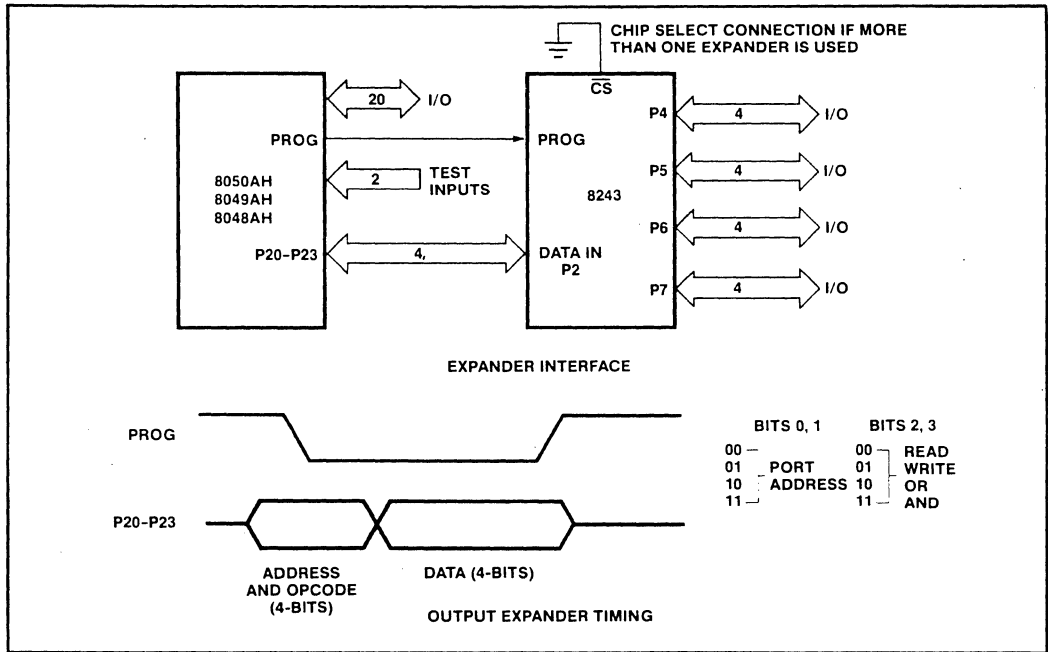 CHIP SELECT CONNECTION IF MORE
THAN ONE EXPANDER IS USED
CS
20
I/O
PROG
PROG
8050AH
8049AH
8048AH
2
TEST
INPUTS
P20-P23
4,
DATA IN
P2
8243
P4
4
I/O
P5
4
I/O
P6
4
I/O
P7
4
I/O
EXPANDER INTERFACE
PROG
P20-P23
ADDRESS
AND OPCODE
(4-BITS)
DATA (4-BITS)
OUTPUT EXPANDER TIMING
BITS 0, 1 BITS 2, 3
00 00 READ
01 PORT 01 WRITE
10 ADDRESS 10 OR
11 11 AND